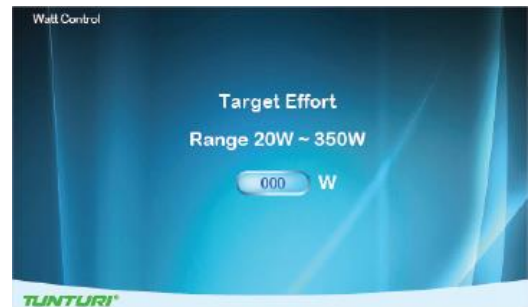 Watt Control
Target Effort
Range 20W ~ 350W
000 W
TUNTURI®